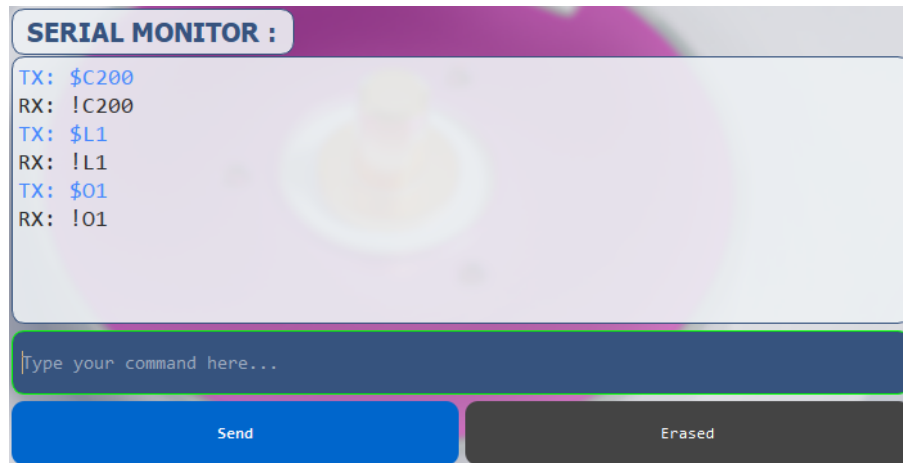 SERIAL MONITOR :
TX: $C200
RX: !C200
TX: $L1
RX: !L1
TX: $O1
RX: !O1
Type your command here...
Send
Erased